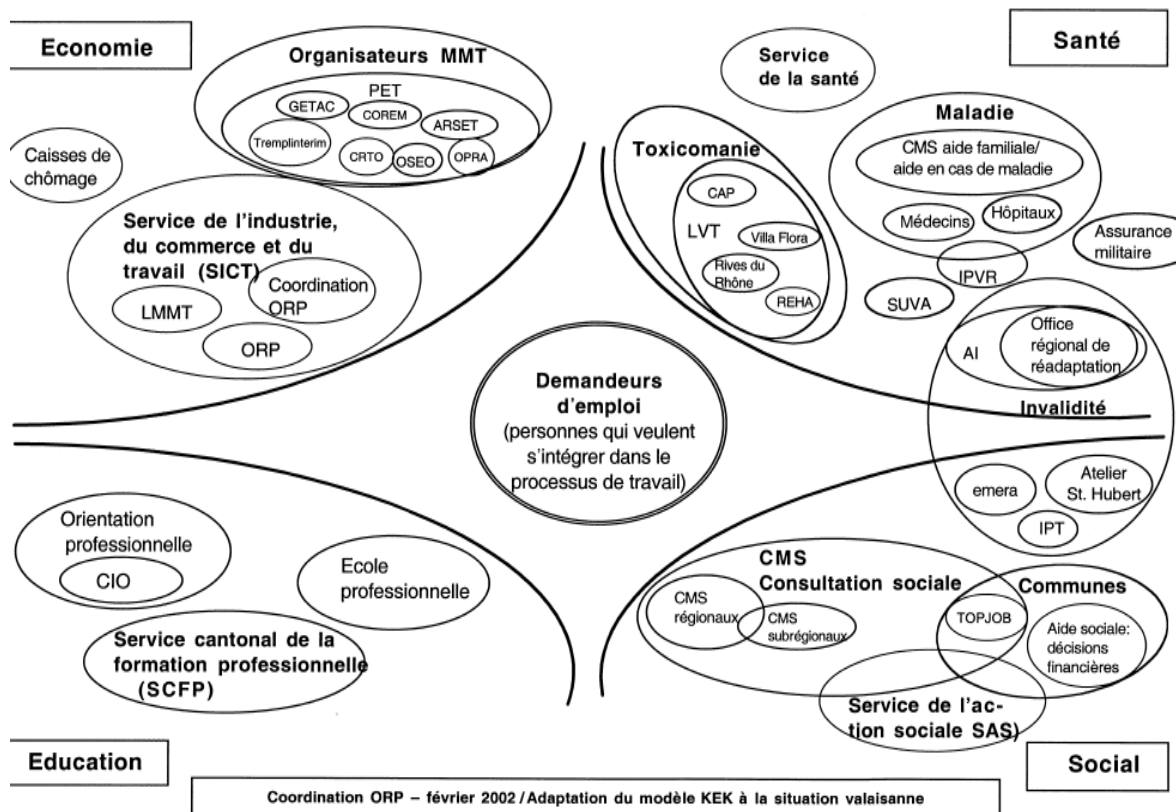 Economie
Organisateurs MMT
PET
GETAC
COREM
ARSET
Tremplinterim
CRTO
OSEO
OPRA
Caisses de
chômage
Service de l'industrie,
du commerce et du
travail (SICT)
Coordination
ORP
LMMT
ORP
Santé
Service
de la santé
Toxicomanie
CAP
LVT
Villa Flora
Rives du
Rhône
REHA
Maladie
CMS aide familiale/
aide en cas de maladie
Médecins
Hôpitaux
IPVR
SUVA
Assurance
militaire
AI
Office
régional de
réadaptation
Invalidité
emera
Atelier
St. Hubert
IPT
Demandeurs
d'emploi
(personnes qui veulent
s'intégrer dans le
processus de travail)
Orientation
professionnelle
CIO
Ecole
professionnelle
Service cantonal de la
formation professionnelle
(SCFP)
Education
CMS
Consultation sociale
CMS
régionaux
CMS
subrégionaux
Communes
TOPJOB
Aide sociale:
décisions
financières
Service de l'ac-
tion sociale SAS)
Social
Coordination ORP – février 2002 / Adaptation du modèle KEK à la situation valaisanne